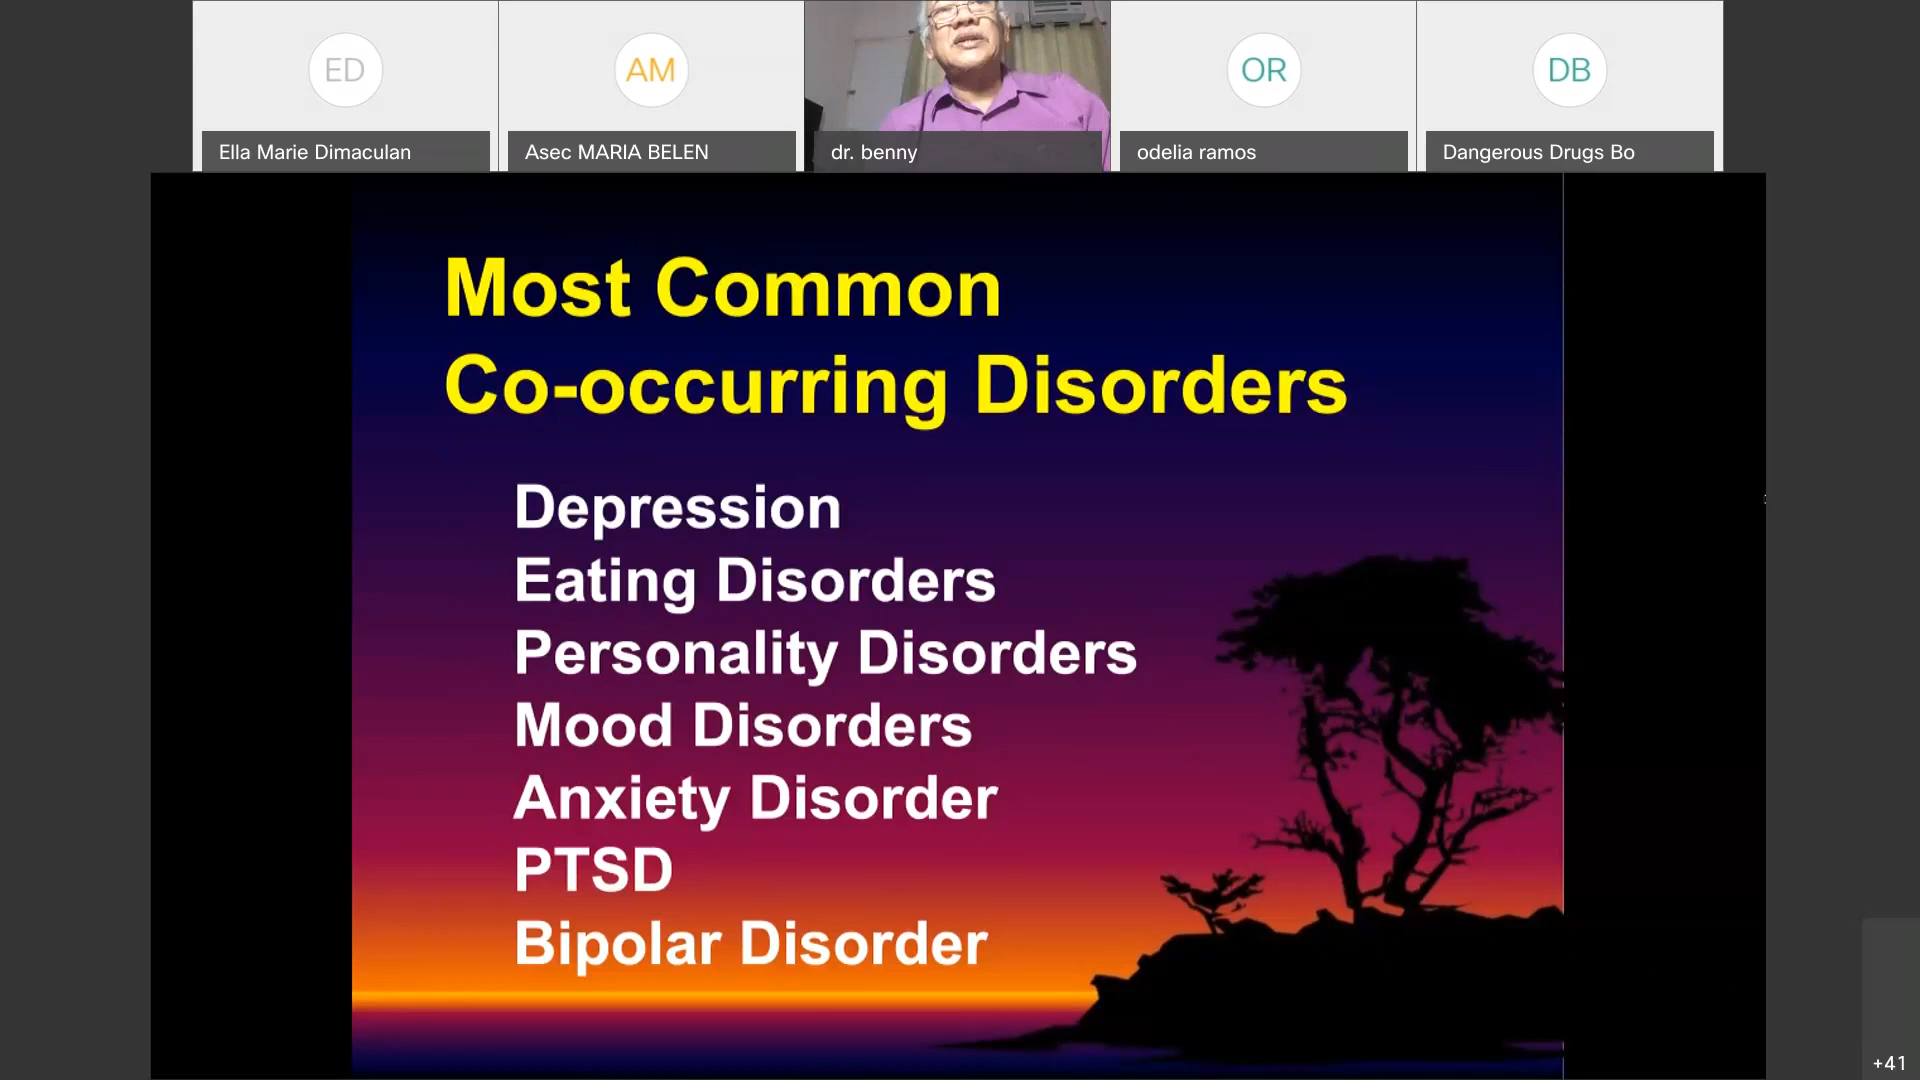 ED
AM
OR
DB
Ella Marie Dimaculan
Asec MARIA BELEN
dr. benny
odelia ramos
Dangerous Drugs Bo
Most Common
Co-occurring Disorders
Depression
Eating Disorders
Personality Disorders
Mood Disorders
Anxiety Disorder
PTSD
Bipolar Disorder
+41